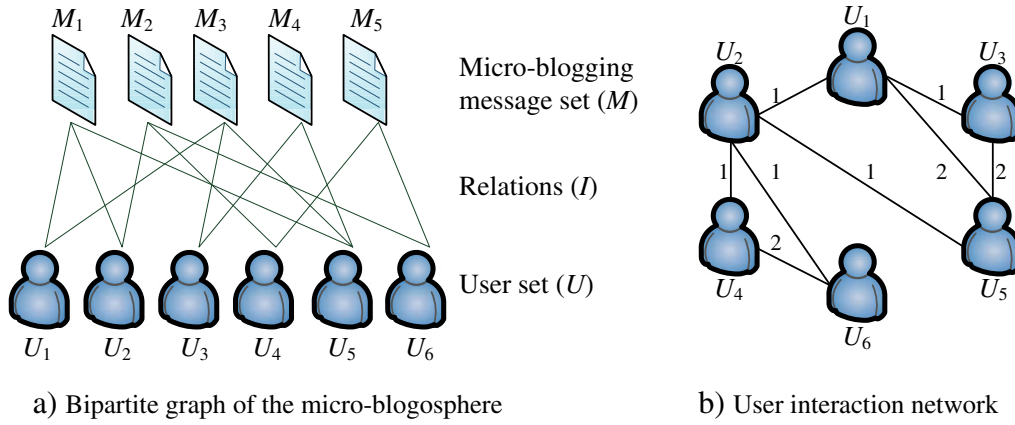 M1 M2 M3 M4 M5
Micro-blogging
message set (M)
Relations (I)
User set (U)
U1 U2 U3 U4 U5 U6
a) Bipartite graph of the micro-blogosphere
U1
U2 U3
1 1
1 1 1 2 2
2
U4 U5
U6
b) User interaction network